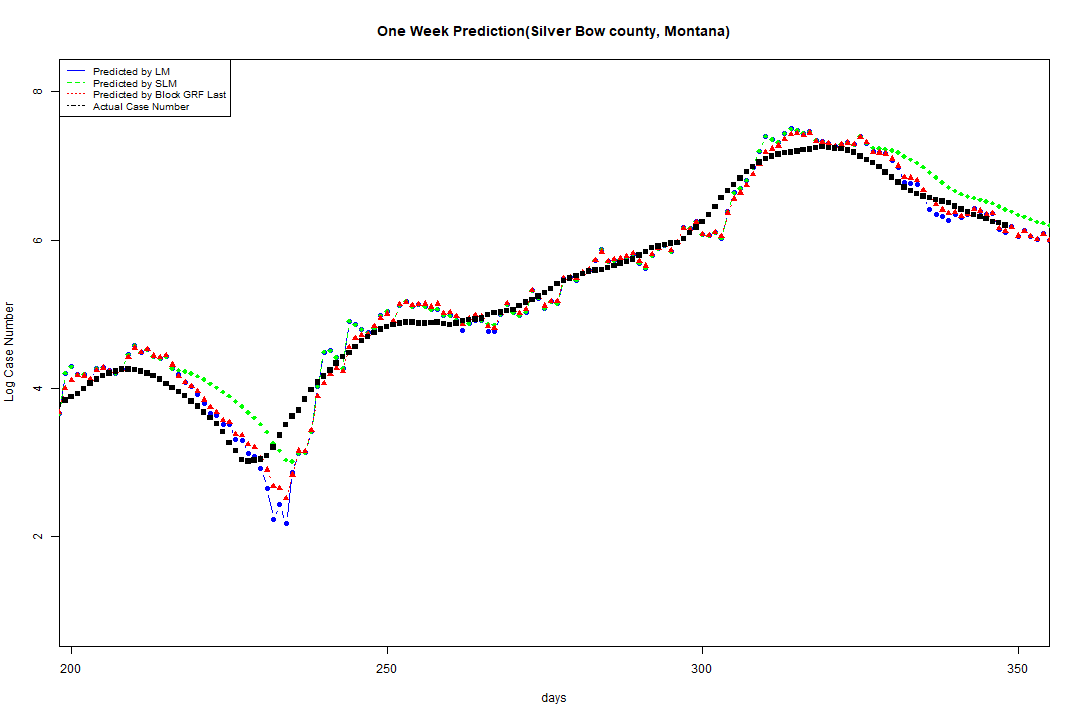 One Week Prediction(Silver Bow county, Montana)
Predicted by LM
Predicted by SLM
Predicted by Block GRF Last
Actual Case Number
8
6
4
2
Log Case Number
200 250 300 350
days